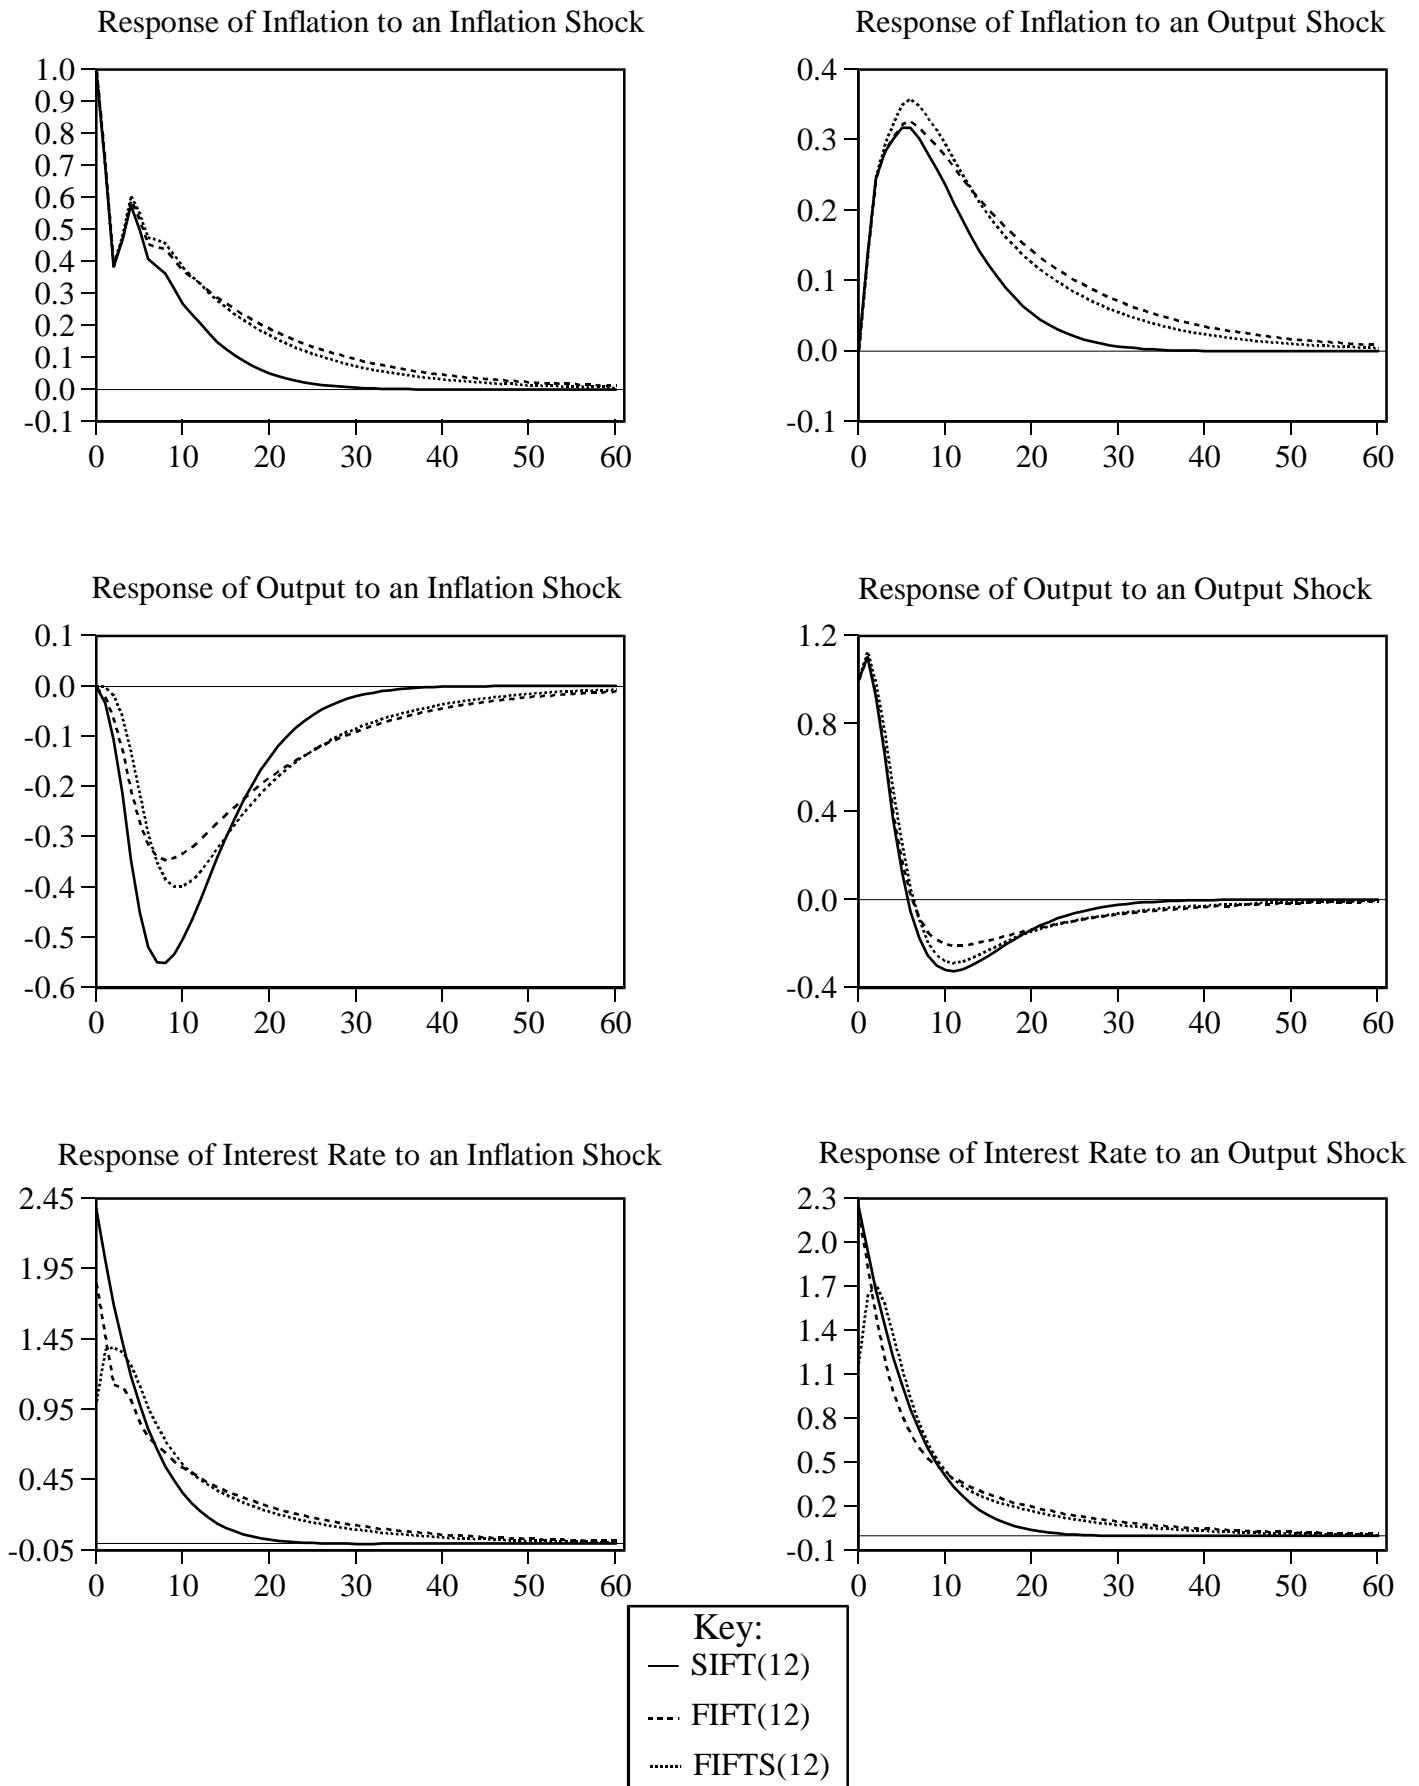 Response of Inflation to an Inflation Shock
1.0
0.9
0.8
0.7
0.6
0.5
0.4
0.3
0.2
0.1
0.0
-0.1
0 10 20 30 40 50 60
Response of Inflation to an Output Shock
0.4
0.3
0.2
0.1
0.0
-0.1
0 10 20 30 40 50 60
Response of Output to an Inflation Shock
0.1
0.0
-0.1
-0.2
-0.3
-0.4
-0.5
-0.6
0 10 20 30 40 50 60
Response of Output to an Output Shock
1.2
0.8
0.4
0.0
-0.4
0 10 20 30 40 50 60
Response of Interest Rate to an Inflation Shock
2.45
1.95
1.45
0.95
0.45
-0.05
0 10 20 30 40 50 60
Response of Interest Rate to an Output Shock
2.3
2.0
1.7
1.4
1.1
0.8
0.5
0.2
-0.1
0 10 20 30 40 50 60
Key:
SIFT(12)
FIFT(12)
FIFTS(12)